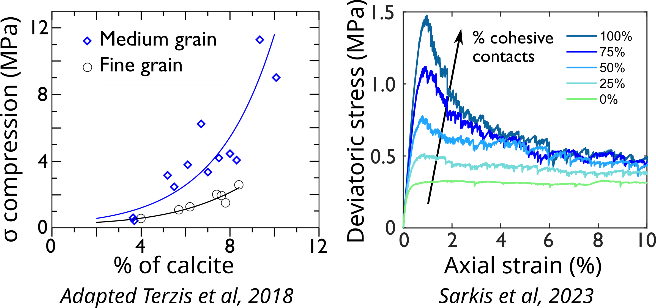 σ compression (MPa)
12
8
4
0
Medium grain
Fine grain
0
4
8
12
% of calcite
Adapted Terzis et al, 2018
Deviatoric stress (MPa)
1.5
1.0
0.5
0.0
% cohesive
contacts
100%
75%
50%
25%
0%
0
2
4
6
8
10
Axial strain (%)
Sarkis et al, 2023